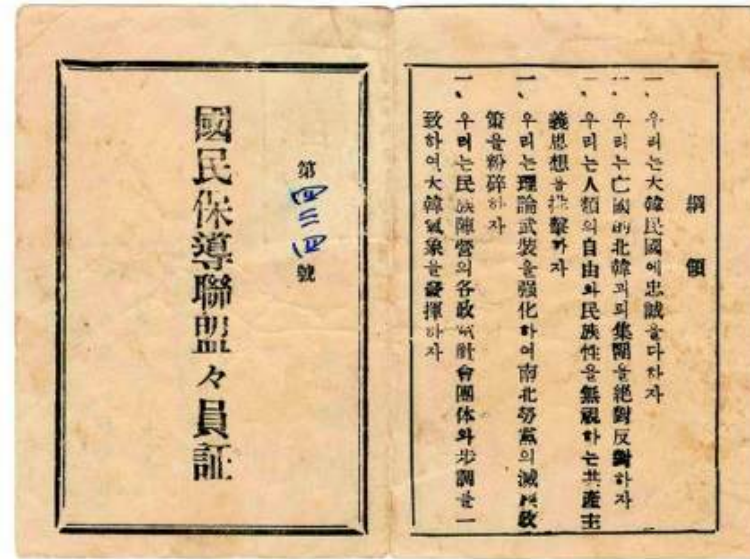 綱領
一、우리는大韓民國에忠誠을다하자
一、우리는亡國的北韓괴뢰集團을絶對反對하자
一、우리는人類의自由와民族性을無視하는共産主
義思想을排擊하자
一、우리는理論武裝을强化하여南北勞黨의滅族政
策을粉碎하자
一、우리는民族陣營의各政黨社會團体와步調를一
致하여大韓氣象을發揮하자
第四三四號
國民保導聯盟々員証